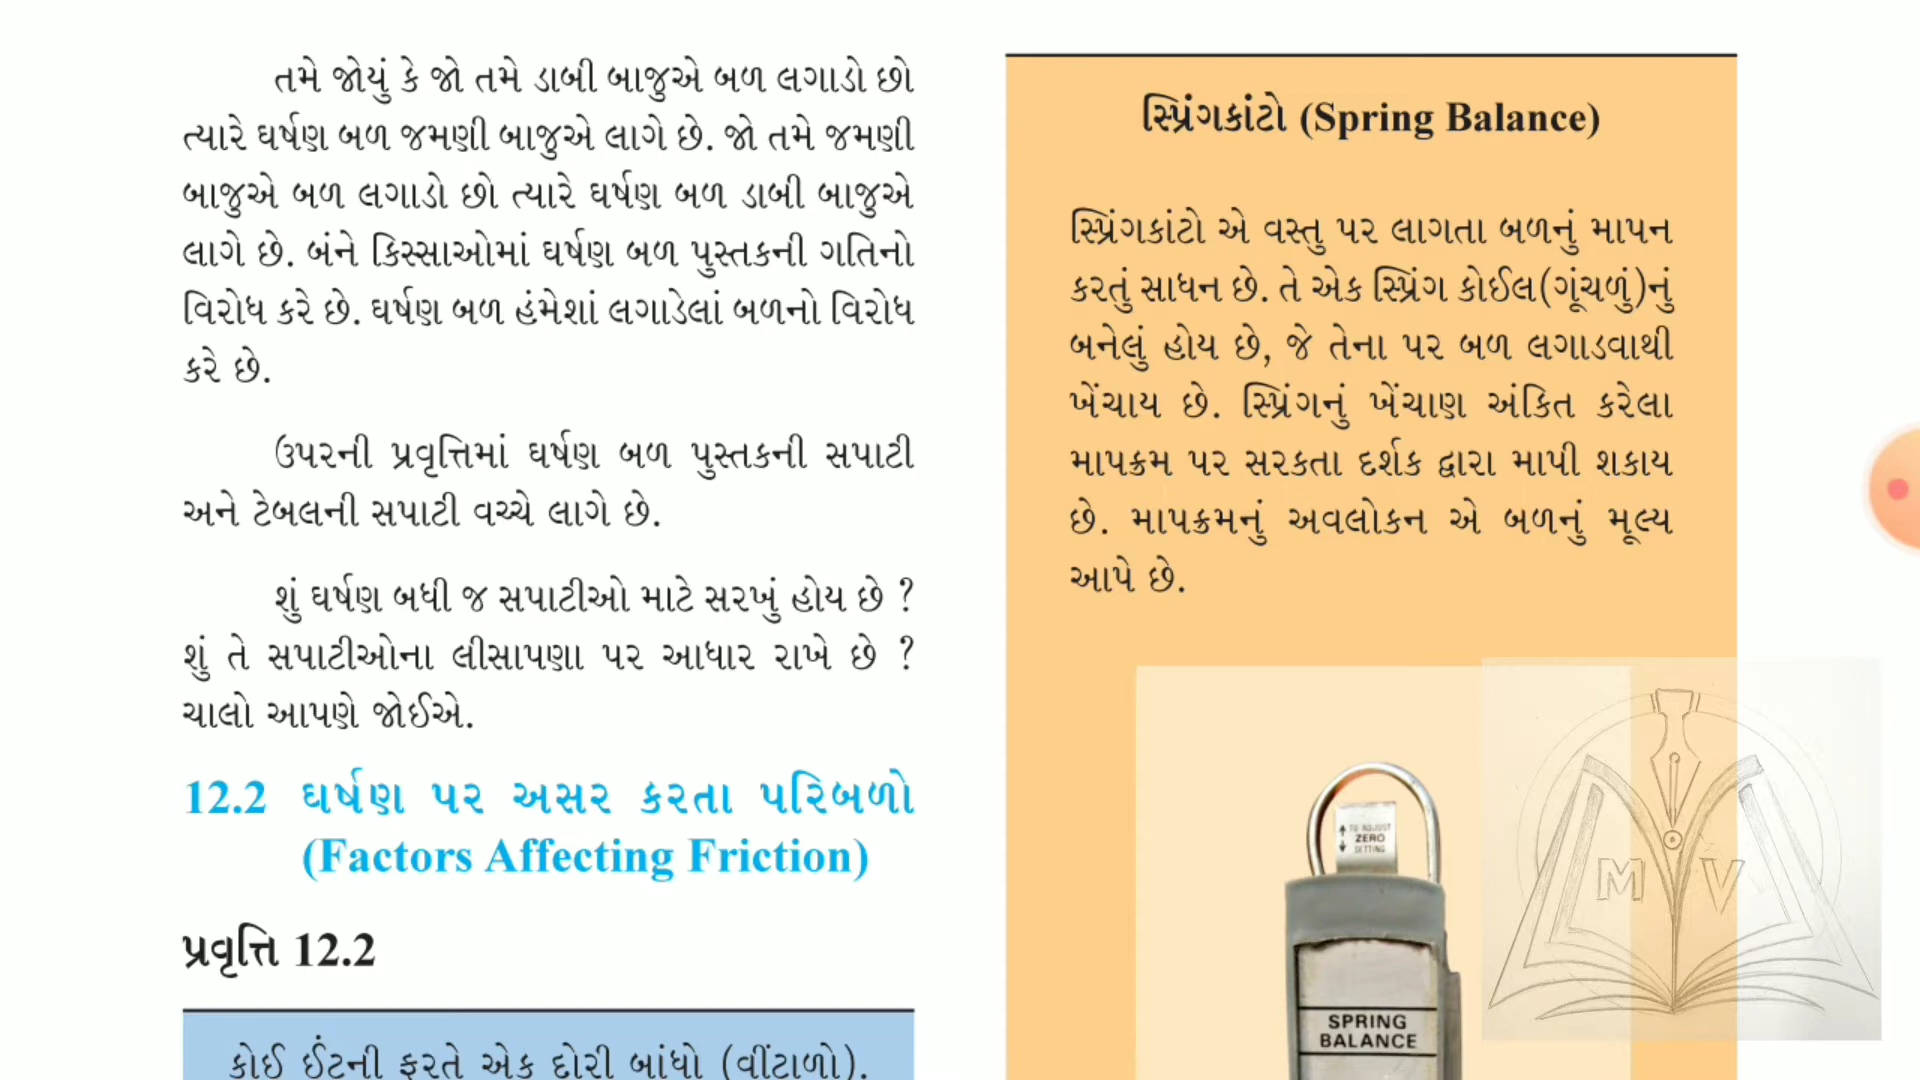 તમે જોયું કે જો તમે ડાબી બાજુએ બળ લગાડો છો
ત્યારે ઘર્ષણ બળ જમણી બાજુએ લાગે છે. જો તમે જમણી
બાજુએ બળ લગાડો છો ત્યારે ઘર્ષણ બળ ડાબી બાજુએ
લાગે છે. બંને કિસ્સાઓમાં ઘર્ષણ બળ પુસ્તકની ગતિનો
વિરોધ કરે છે. ઘર્ષણ બળ હંમેશાં લગાડેલાં બળનો વિરોધ
કરે છે.
ઉપરની પ્રવૃત્તિમાં ઘર્ષણ બળ પુસ્તકની સપાટી
અને ટેબલની સપાટી વચ્ચે લાગે છે.
શું ઘર્ષણ બધી જ સપાટીઓ માટે સરખું હોય છે ?
શું તે સપાટીઓના લીસાપણા પર આધાર રાખે છે ?
ચાલો આપણે જોઈએ.
12.2 ઘર્ષણ પર અસર કરતા પરિબળો
(Factors Affecting Friction)
પ્રવૃત્તિ 12.2
કોઈ ઈંટની ફરતે એક દોરી બાંધો (વીંટાળો).
સ્પ્રિંગકાંટો (Spring Balance)
સ્પ્રિંગકાંટો એ વસ્તુ પર લાગતા બળનું માપન
કરતું સાધન છે. તે એક સ્પ્રિંગ કોઈલ(ગૂંચળું)નું
બનેલું હોય છે, જે તેના પર બળ લગાડવાથી
ખેંચાય છે. સ્પ્રિંગનું ખેંચાણ અંકિત કરેલા
માપક્રમ પર સરકતા દર્શક દ્વારા માપી શકાય
છે. માપક્રમનું અવલોકન એ બળનું મૂલ્ય
આપે છે.
TO ADJUST
ZERO
SETTING
SPRING
BALANCE
M V